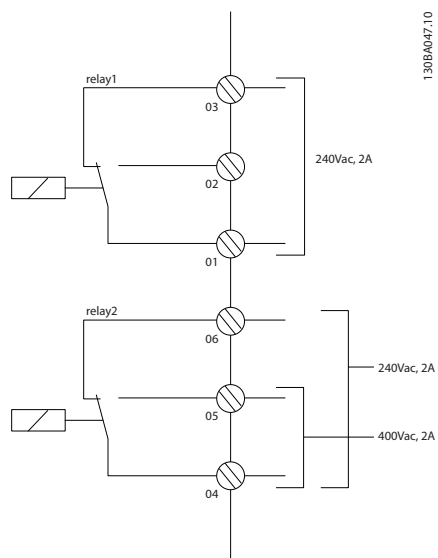 130BA047.10
relay1
03
02
240Vac, 2A
01
relay2
06
240Vac, 2A
05
400Vac, 2A
04